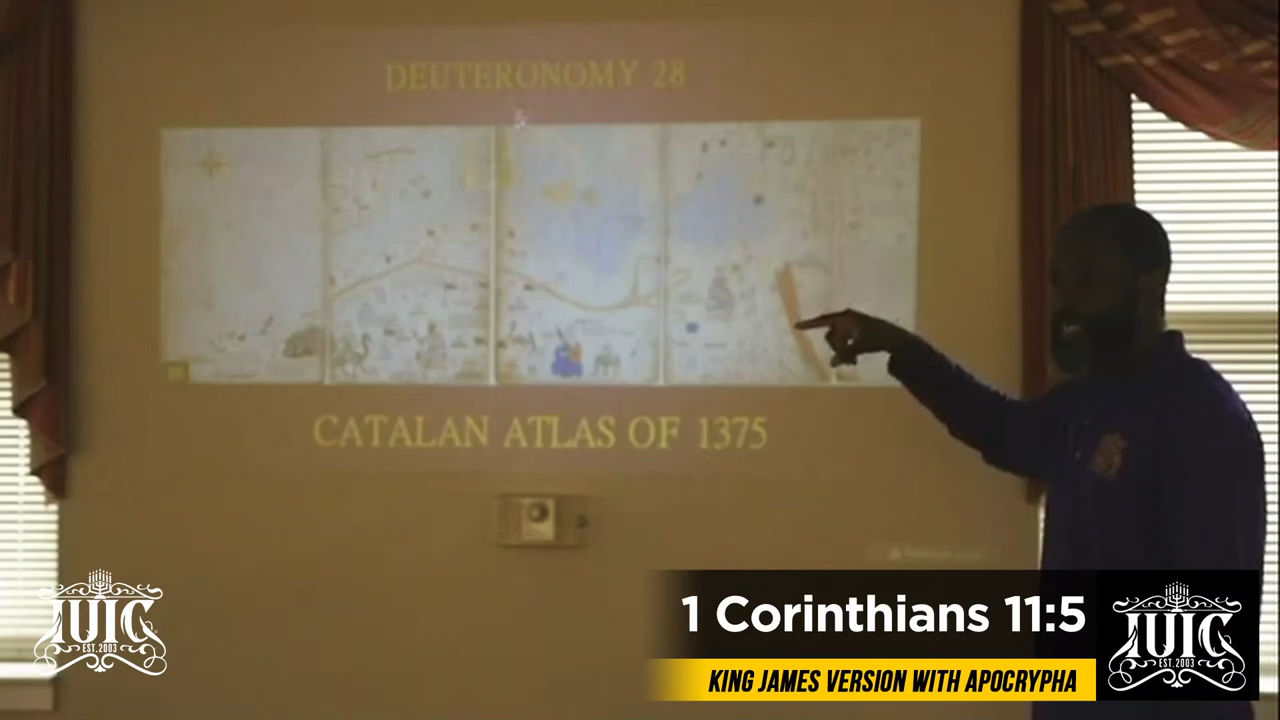 DEUTERONOMY 28
CATALAN ATLAS OF 1375
IUIC
EST. 2003
1 Corinthians 11:5
KING JAMES VERSION WITH APOCRYPHA
IUIC
EST. 2003